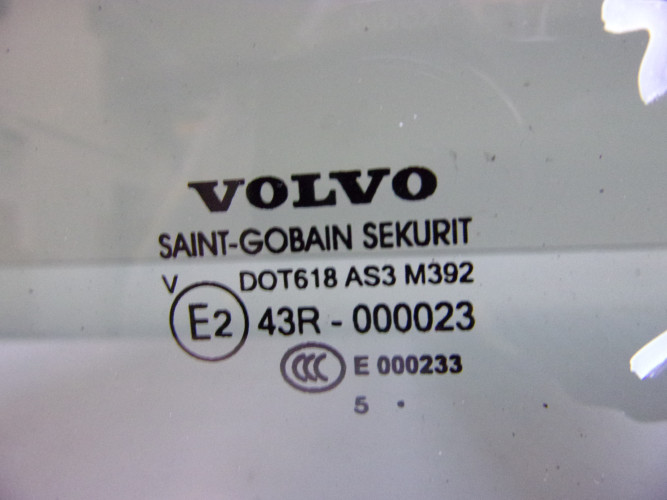 VOLVO
SAINT-GOBAIN SEKURIT
V DOT618 AS3 M392
E2 43R - 000023
CCC E 000233
5 .